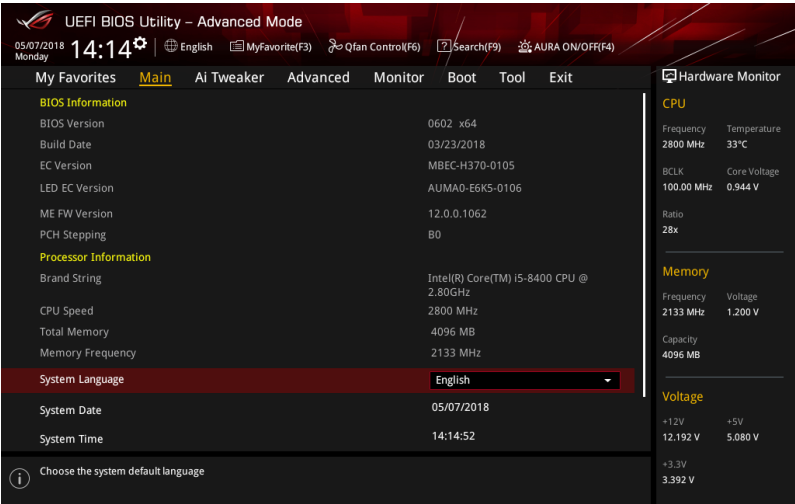 UEFI BIOS Utility – Advanced Mode
05/07/2018
Monday
14:14
English
MyFavorite(F3)
Qfan Control(F6)
Search(F9)
AURA ON/OFF(F4)
My Favorites Main Ai Tweaker Advanced Monitor Boot Tool Exit
BIOS Information
BIOS Version 0602 x64
Build Date 03/23/2018
EC Version MBEC-H370-0105
LED EC Version AUMA0-E6K5-0106
ME FW Version 12.0.0.1062
PCH Stepping B0
Processor Information
Brand String Intel(R) Core(TM) i5-8400 CPU @
2.80GHz
CPU Speed 2800 MHz
Total Memory 4096 MB
Memory Frequency 2133 MHz
System Language English
System Date 05/07/2018
System Time 14:14:52
Choose the system default language
Hardware Monitor
CPU
Frequency Temperature
2800 MHz 33°C
BCLK Core Voltage
100.00 MHz 0.944 V
Ratio
28x
Memory
Frequency Voltage
2133 MHz 1.200 V
Capacity
4096 MB
Voltage
+12V +5V
12.192 V 5.080 V
+3.3V
3.392 V